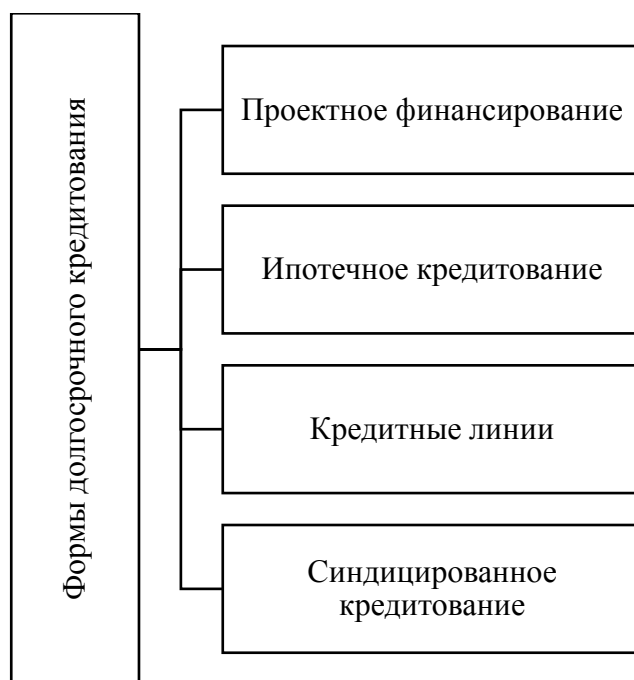 Формы долгосрочного кредитования
Проектное финансирование
Ипотечное кредитование
Кредитные линии
Синдицированное
кредитование